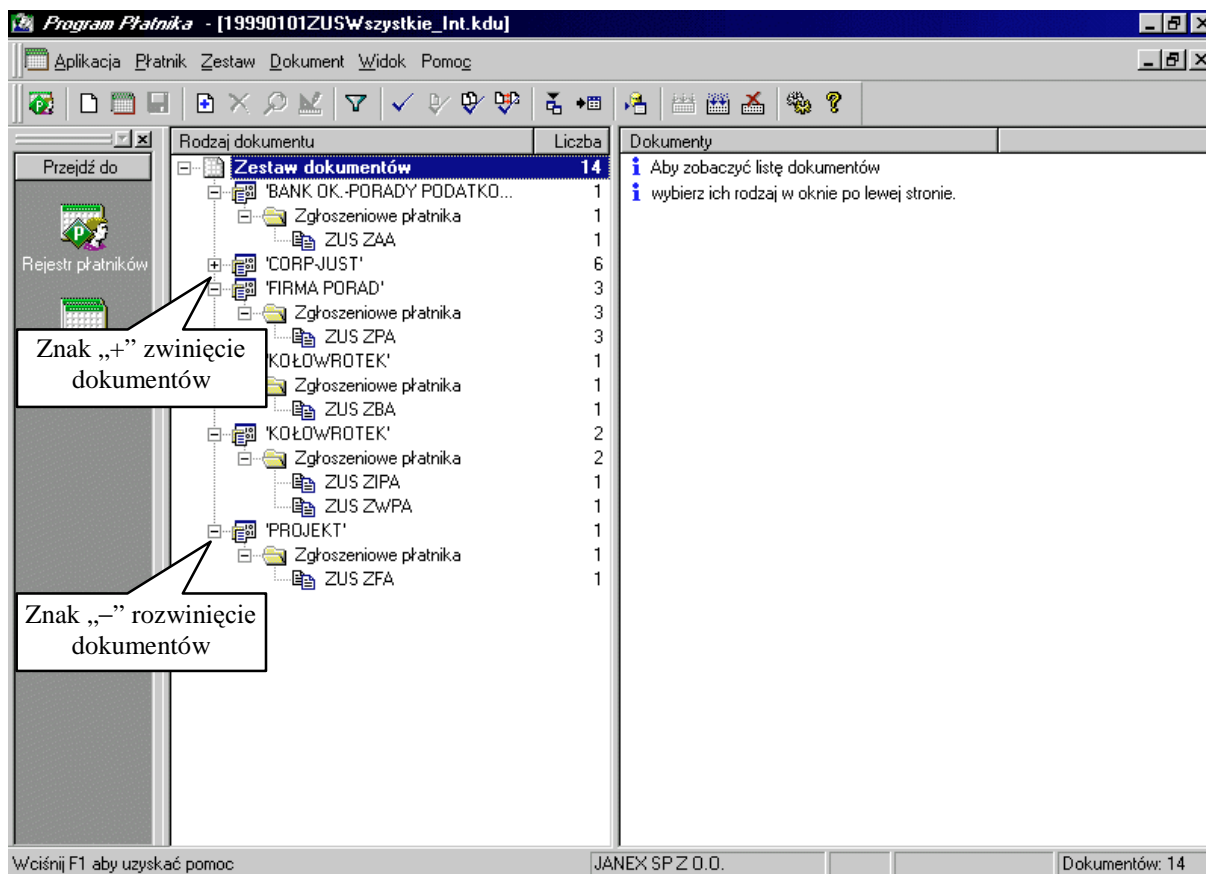 Program Płatnika - [19990101ZUSWszystkie_Int.kdu]
Aplikacja Płatnik Zestaw Dokument Widok Pomoc
Przejdź do
Rejestr płatników
Rodzaj dokumentu Liczba
Zestaw dokumentów 14
'BANK OK.-PORADY PODATKO... 1
Zgłoszeniowe płatnika 1
ZUS ZAA 1
'CORP-JUST' 6
'FIRMA PORAD' 3
Zgłoszeniowe płatnika 3
ZUS ZPA 3
'KOŁOWROTEK' 1
Zgłoszeniowe płatnika 1
ZUS ZBA 1
'KOŁOWROTEK' 2
Zgłoszeniowe płatnika 2
ZUS ZIPA 1
ZUS ZWPA 1
'PROJEKT' 1
Zgłoszeniowe płatnika 1
ZUS ZFA 1
Znak „+” zwinięcie
dokumentów
Znak „–” rozwinięcie
dokumentów
Dokumenty
Aby zobaczyć listę dokumentów
wybierz ich rodzaj w oknie po lewej stronie.
Wciśnij F1 aby uzyskać pomoc JANEX SP Z O.O. Dokumentów: 14